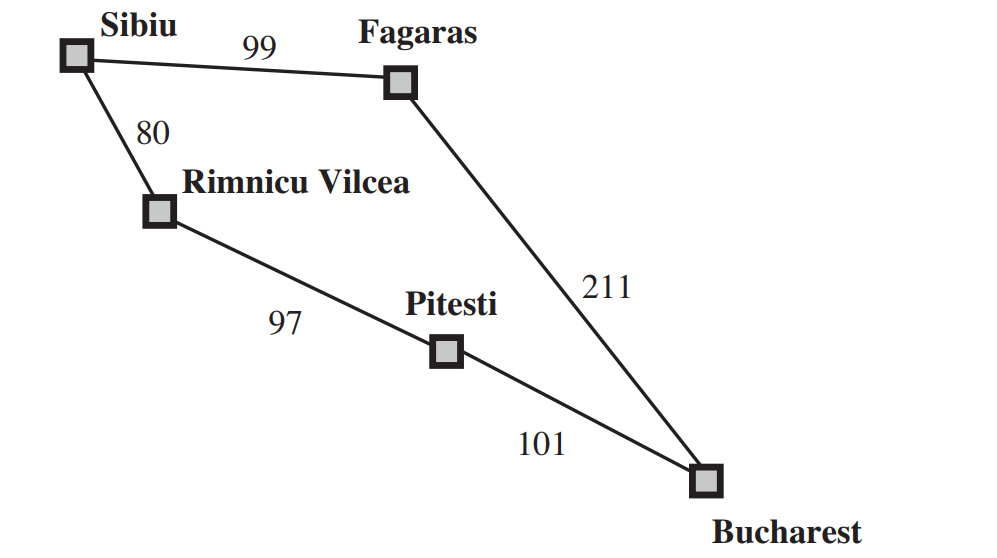 Sibiu
Fagaras
99
80
Rimnicu Vilcea
211
Pitesti
97
101
Bucharest